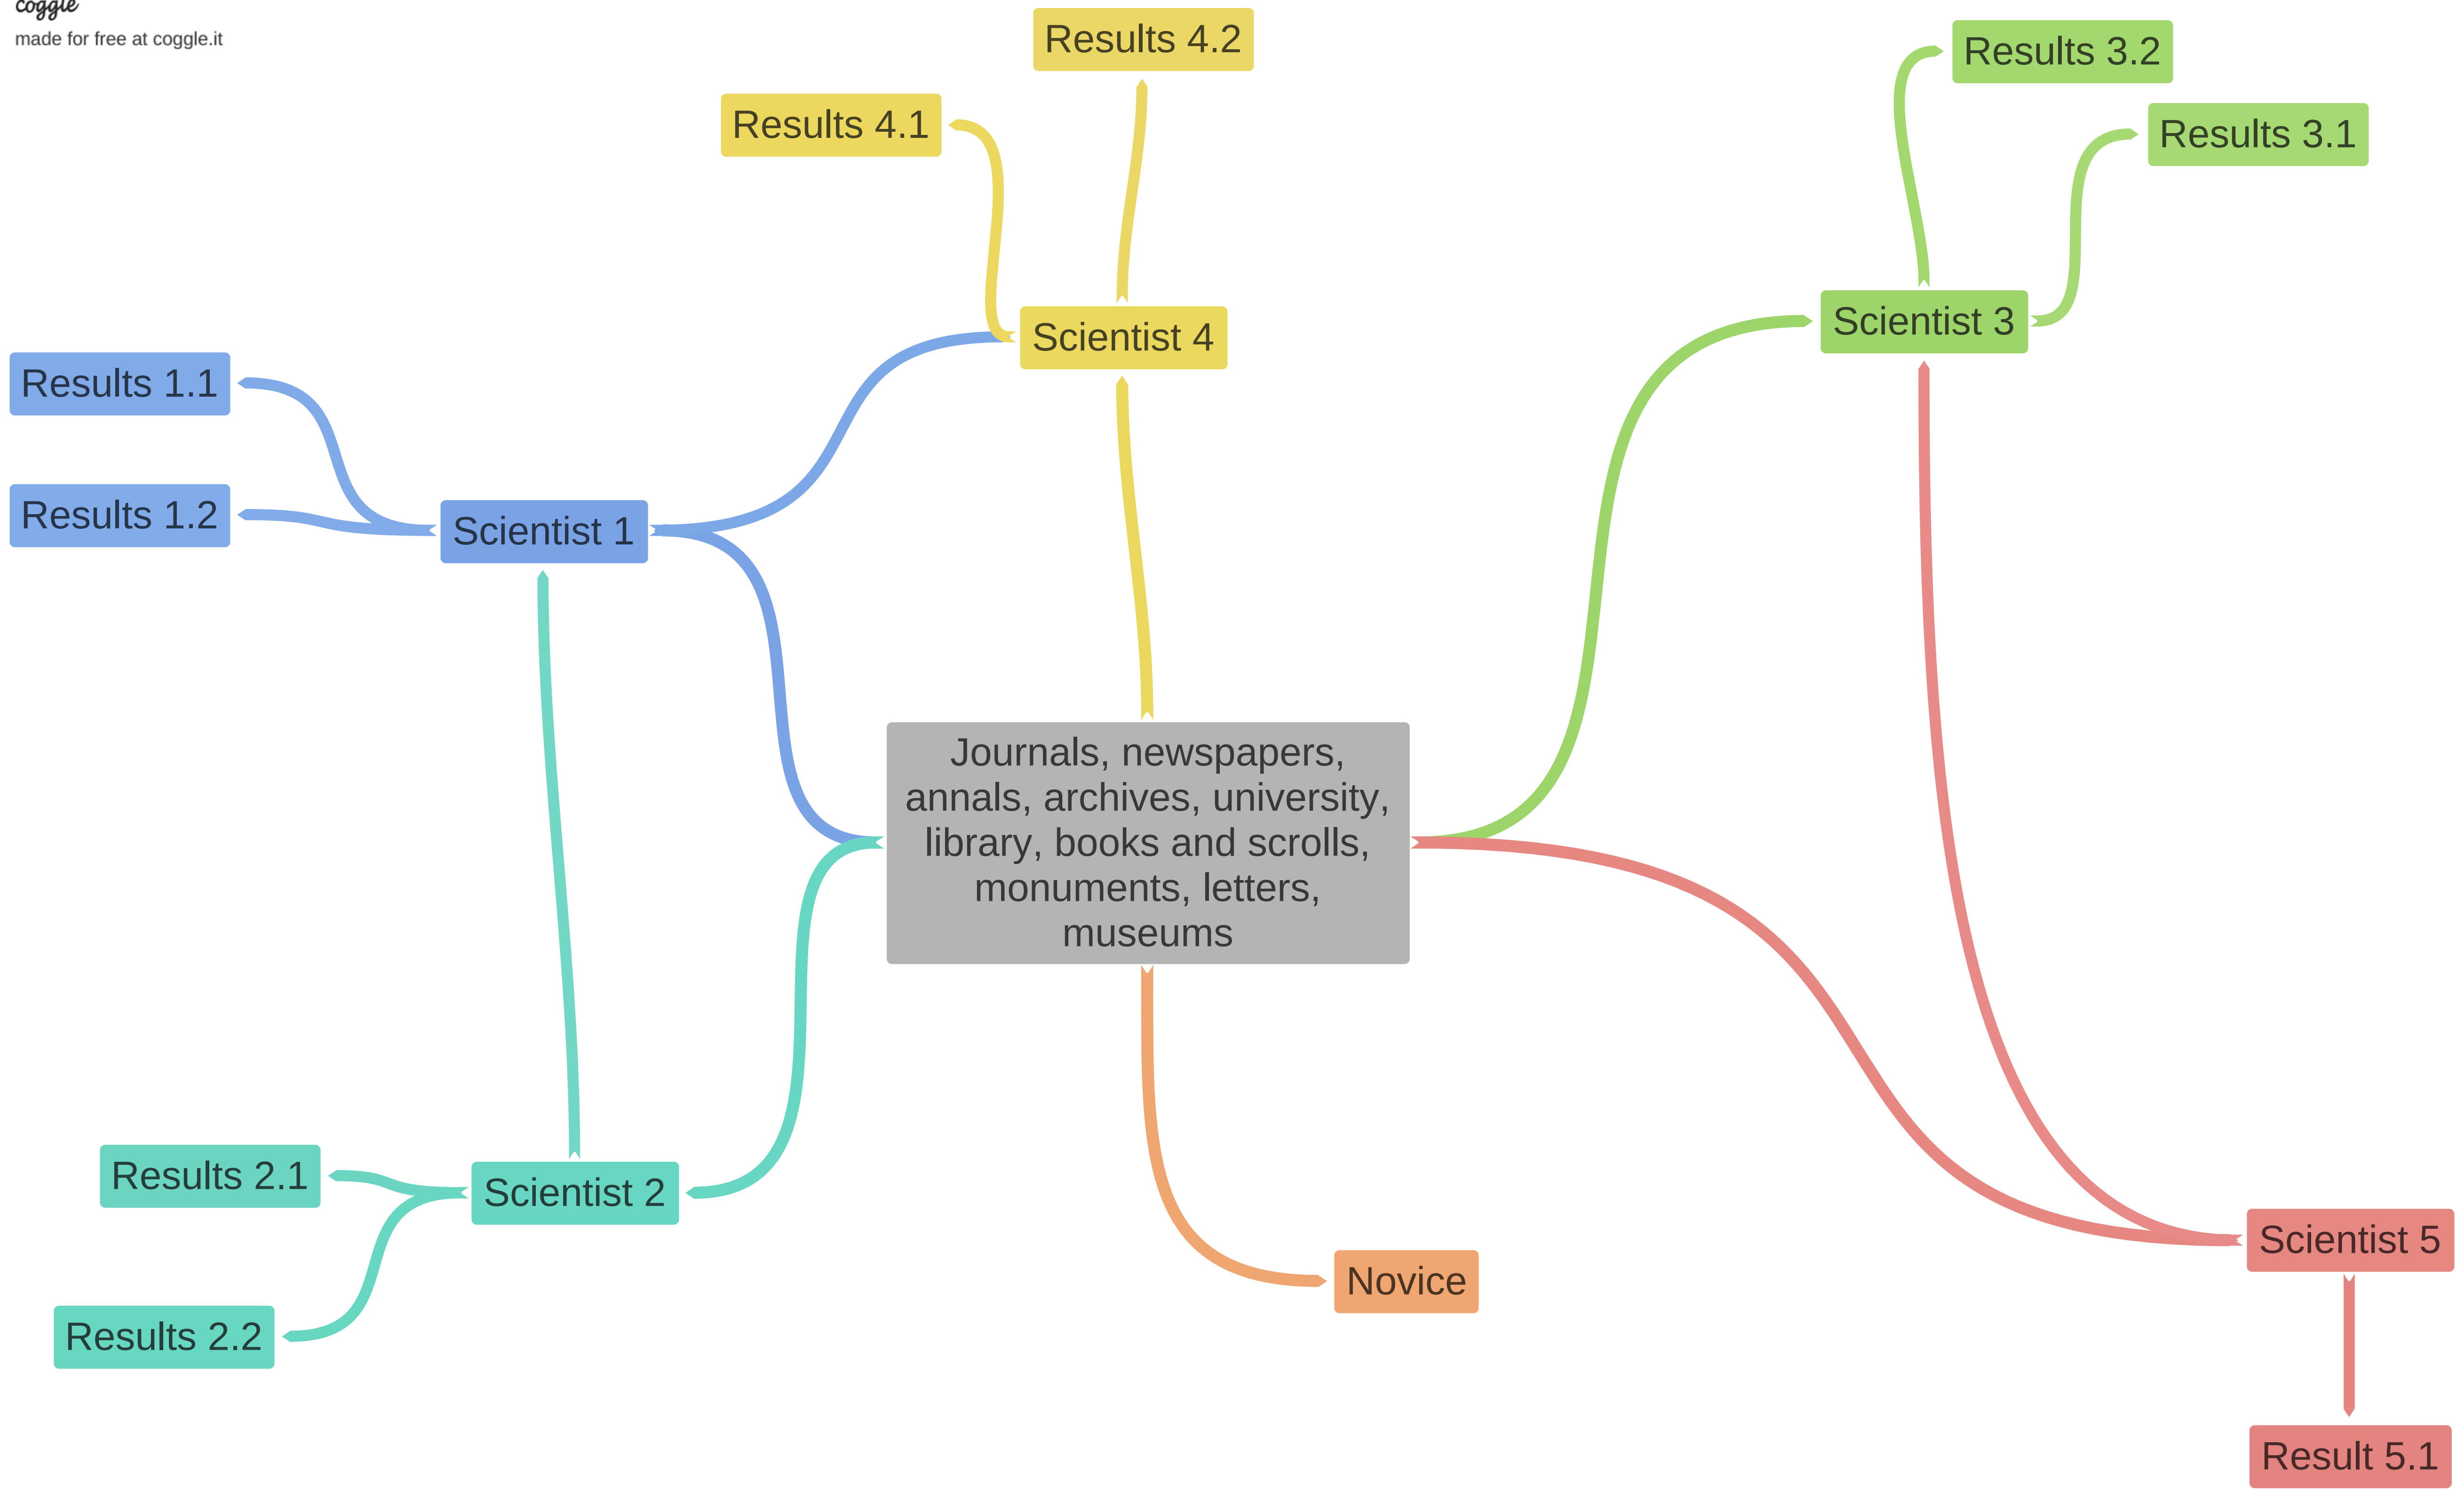 coggle
made for free at coggle.it
Results 4.2
Results 3.2
Results 4.1
Results 3.1
Scientist 4
Scientist 3
Results 1.1
Results 1.2
Scientist 1
Journals, newspapers,
annals, archives, university,
library, books and scrolls,
monuments, letters,
museums
Results 2.1
Scientist 2
Scientist 5
Novice
Results 2.2
Result 5.1